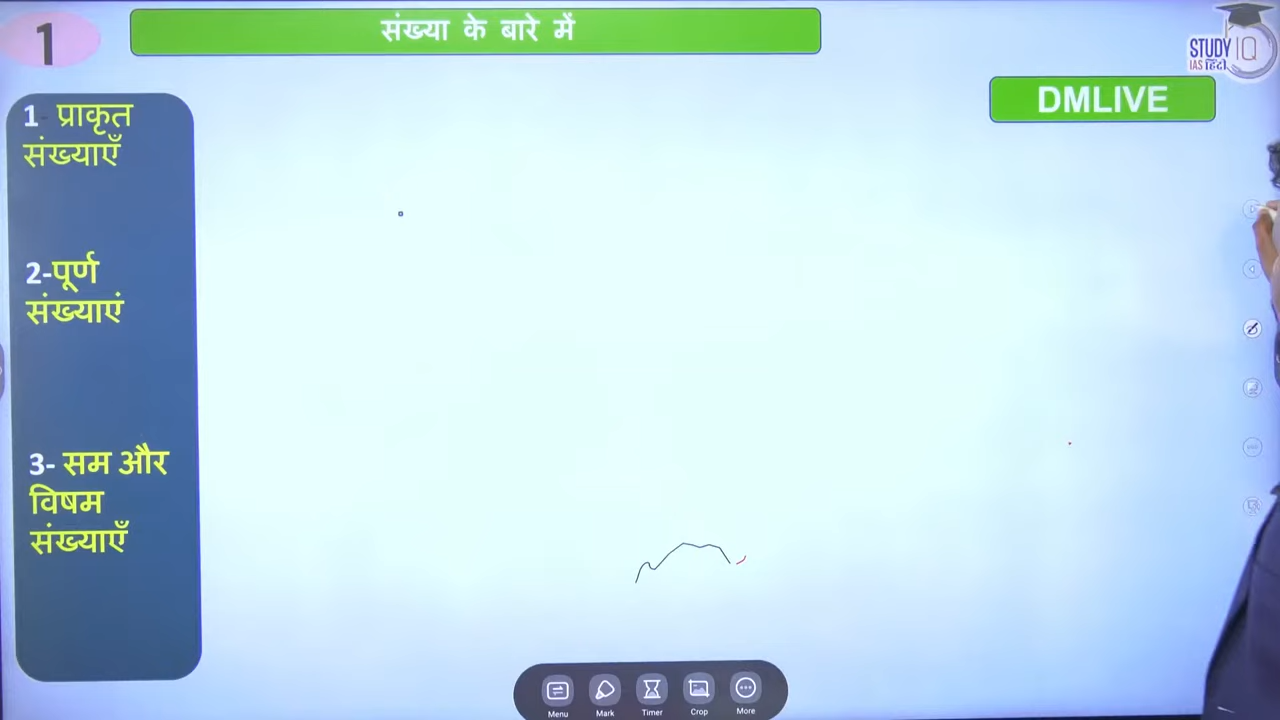 1
संख्या के बारे में
STUDY IQ
IAS हिंदी
DMLIVE
1- प्राकृत
संख्याएँ
2-पूर्ण
संख्याएं
3- सम और
विषम
संख्याएँ
Menu
Mark
Timer
Crop
More